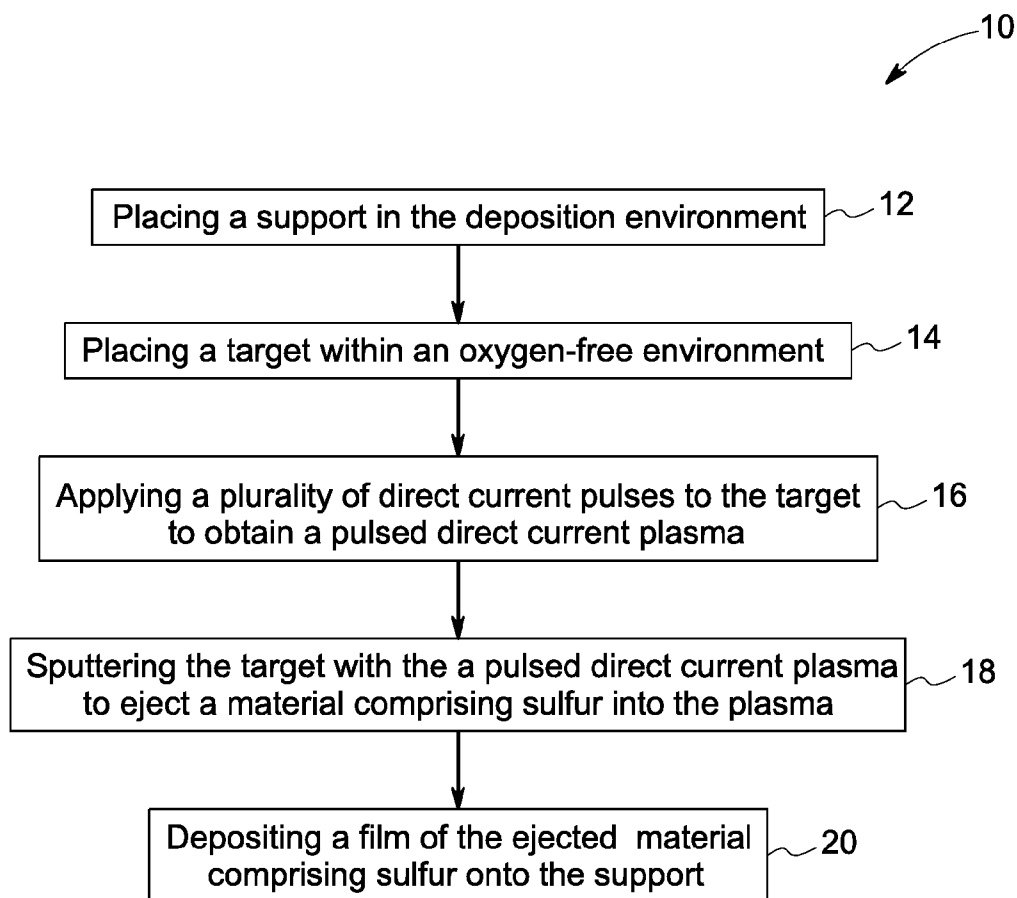 10
Placing a support in the deposition environment
12
Placing a target within an oxygen-free environment
14
Applying a plurality of direct current pulses to the target
to obtain a pulsed direct current plasma
16
Sputtering the target with the a pulsed direct current plasma
to eject a material comprising sulfur into the plasma
18
Depositing a film of the ejected material
comprising sulfur onto the support
20